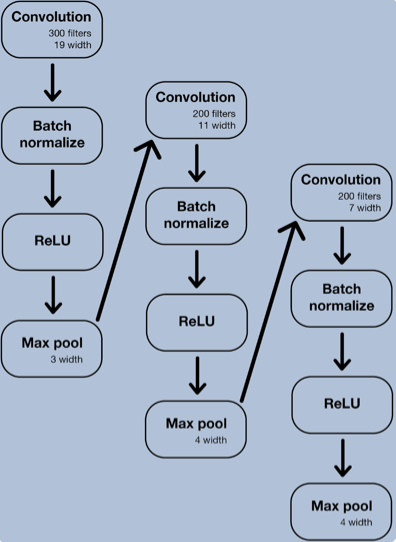 Convolution
300 filters
19 width
Batch
normalize
ReLU
Max pool
3 width
Convolution
200 filters
11 width
Batch
normalize
ReLU
Max pool
4 width
Convolution
200 filters
7 width
Batch
normalize
ReLU
Max pool
4 width